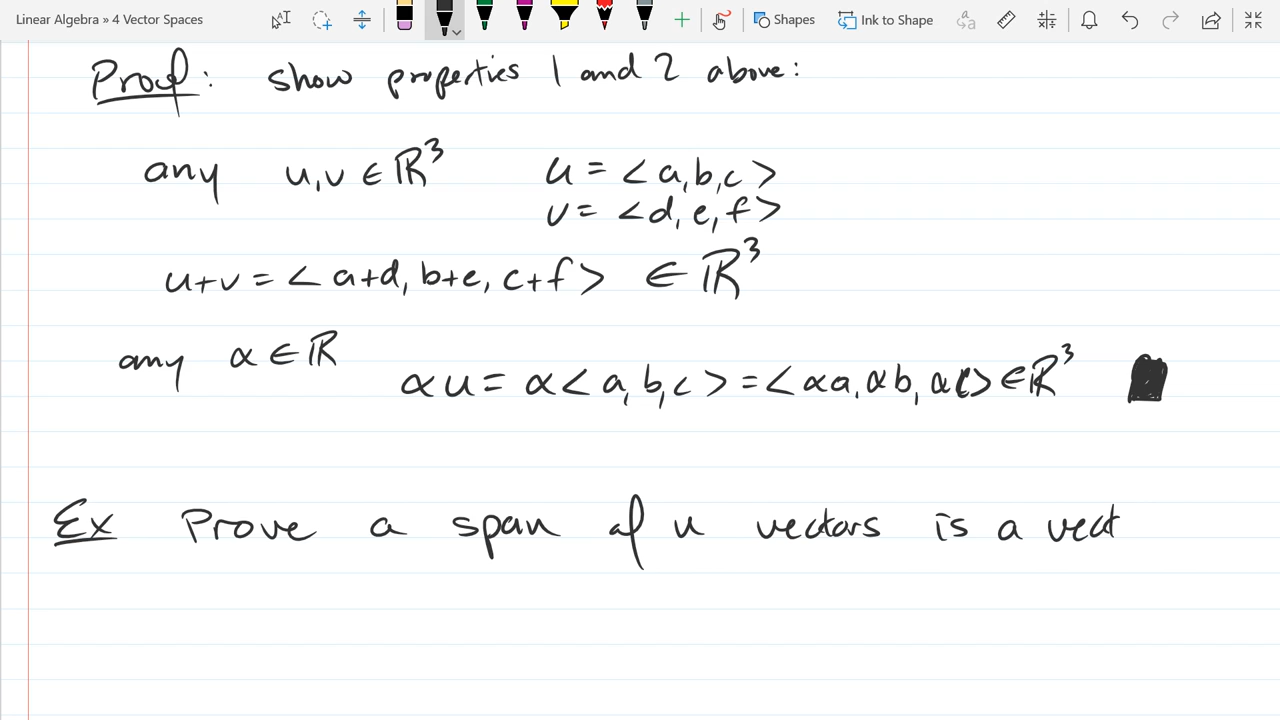 Linear Algebra » 4 Vector Spaces
Shapes
Ink to Shape
Proof: show properties 1 and 2 above:
any u,v ∈ ℝ³ u = <a,b,c>
v = <d,e,f>
u+v = <a+d, b+e, c+f> ∈ ℝ³
any α ∈ ℝ
αu = α<a,b,c> = <αa, αb, αc> ∈ ℝ³ ■
Ex Prove a span of n vectors is a vect